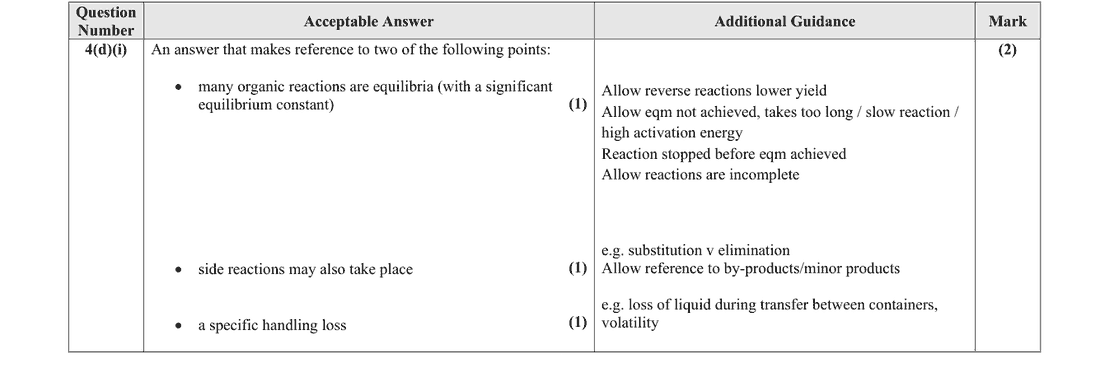 Question Number
Acceptable Answer
Additional Guidance
Mark
4(d)(i)
An answer that makes reference to two of the following points:
(2)
• many organic reactions are equilibria (with a significant
equilibrium constant)
(1)
Allow reverse reactions lower yield
Allow eqm not achieved, takes too long / slow reaction /
high activation energy
Reaction stopped before eqm achieved
Allow reactions are incomplete
• side reactions may also take place
(1)
e.g. substitution v elimination
Allow reference to by-products/minor products
• a specific handling loss
(1)
e.g. loss of liquid during transfer between containers,
volatility